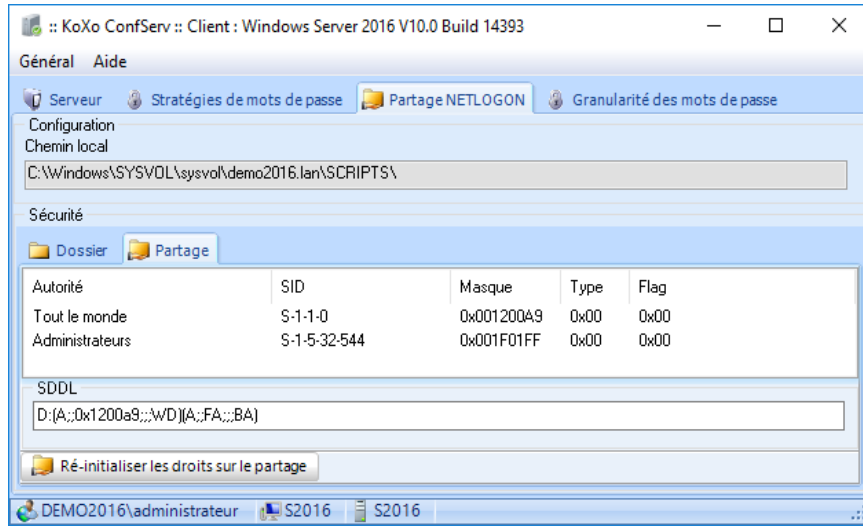 :: KoXo ConfServ :: Client : Windows Server 2016 V10.0 Build 14393
Général Aide
Serveur Stratégies de mots de passe Partage NETLOGON Granularité des mots de passe
Configuration
Chemin local
C:\Windows\SYSVOL\sysvol\demo2016.lan\SCRIPTS\
Sécurité
Dossier Partage
Autorité SID Masque Type Flag
Tout le monde S-1-1-0 0x001200A9 0x00 0x00
Administrateurs S-1-5-32-544 0x001F01FF 0x00 0x00
SDDL
D:(A;;0x1200a9;;;WD)(A;;FA;;;BA)
Ré-initialiser les droits sur le partage
DEMO2016\administrateur S2016 S2016